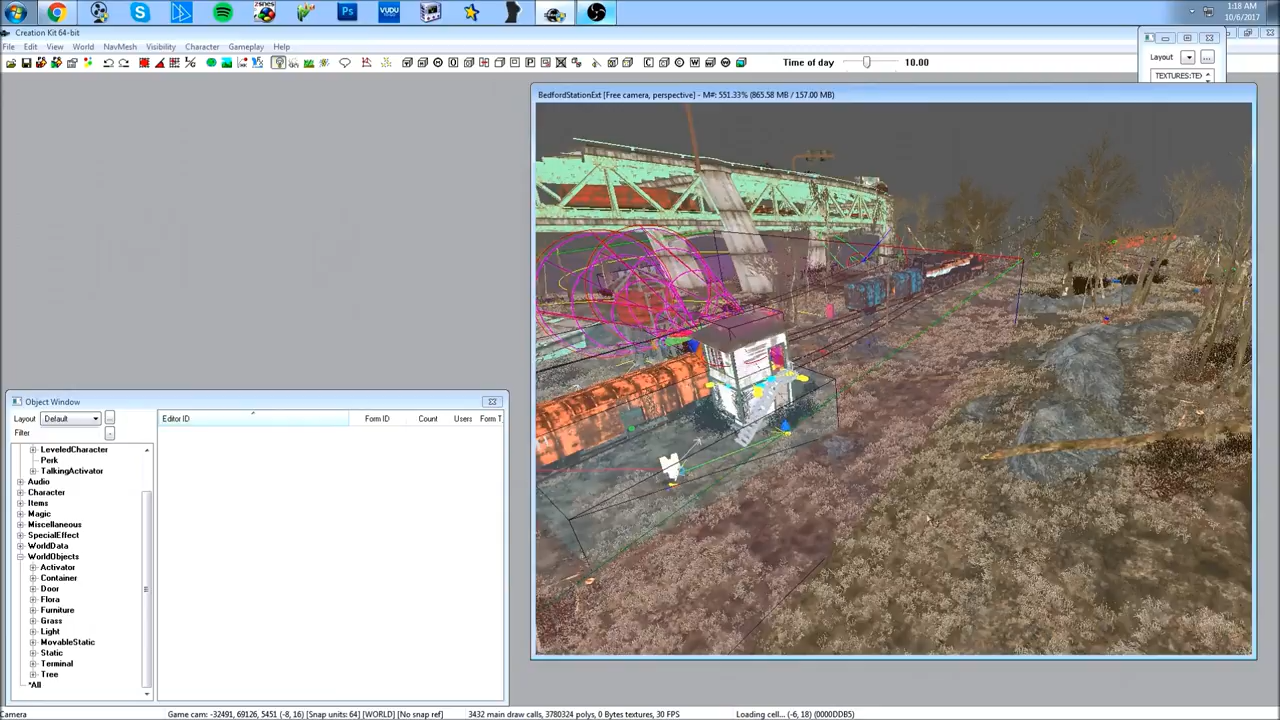 zsnes
Ps
VUDU
1:18 AM
10/6/2017
Creation Kit 64-bit
File Edit View World NavMesh Visibility Character Gameplay Help
Time of day 10.00
Layout
TEXTURES:TE
BedfordStationExt [Free camera, perspective] - M#: 551.33% (865.58 MB / 157.00 MB)
Object Window
Layout Default
Filter
Editor ID Form ID Count Users Form T
LeveledCharacter
Perk
TalkingActivator
Audio
Character
Items
Magic
Miscellaneous
SpecialEffect
WorldData
WorldObjects
Activator
Container
Door
Flora
Furniture
Grass
Light
MovableStatic
Static
Terminal
Tree
*All
Camera Game cam: -32491, 69126, 5451 (-8, 16) [Snap units: 64] [WORLD] [No snap ref] 3432 main draw calls, 3780324 polys, 0 Bytes textures, 30 FPS Loading cell... (-6, 18) (0000DDB5)